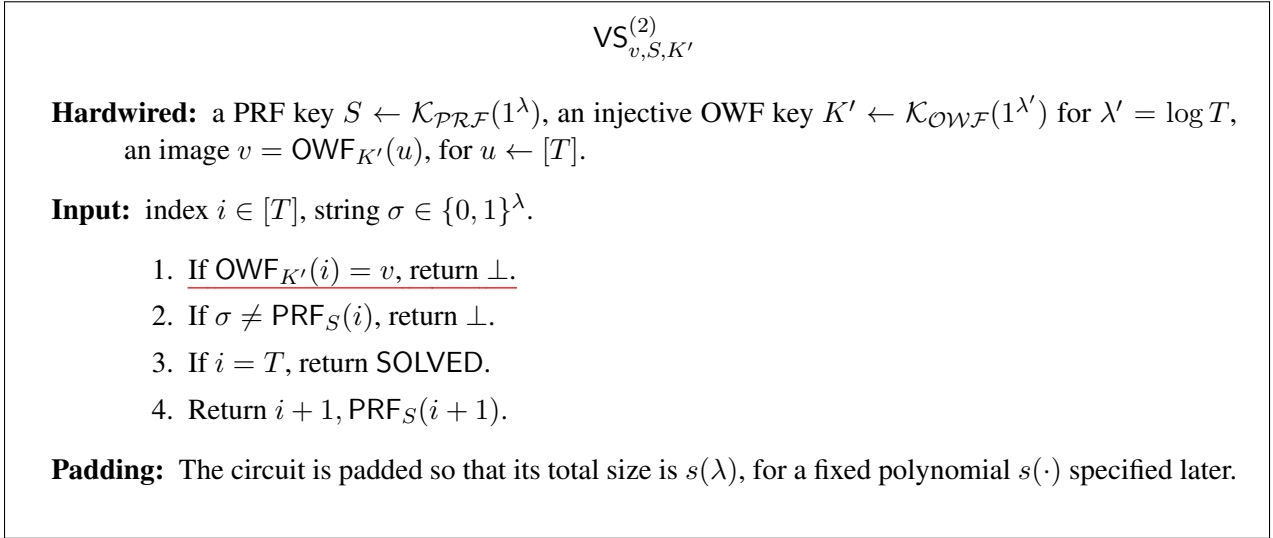 VS^{(2)}_{v,S,K′}
Hardwired: a PRF key S ← 𝒦_{𝒫ℛℱ}(1^λ), an injective OWF key K′ ← 𝒦_{𝒪𝒲ℱ}(1^{λ′}) for λ′ = log T,
an image v = OWF_{K′}(u), for u ← [T].
Input: index i ∈ [T], string σ ∈ {0, 1}^λ.
1. If OWF_{K′}(i) = v, return ⊥.
2. If σ ≠ PRF_S(i), return ⊥.
3. If i = T, return SOLVED.
4. Return i + 1, PRF_S(i + 1).
Padding: The circuit is padded so that its total size is s(λ), for a fixed polynomial s(·) specified later.